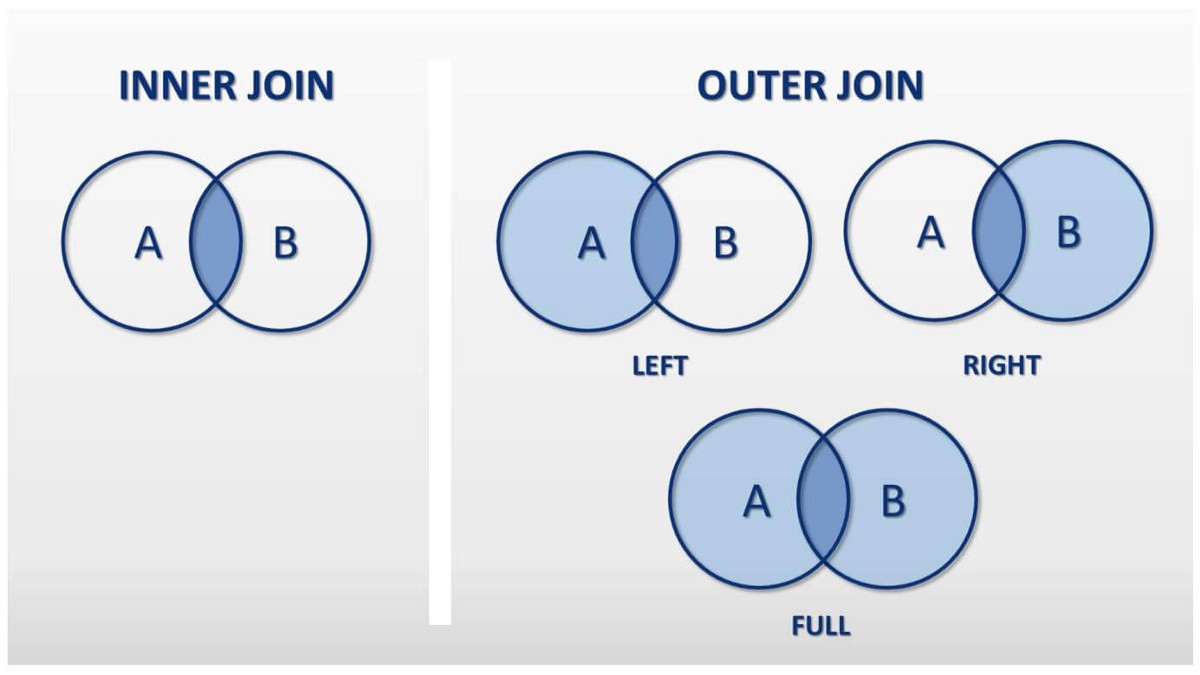 INNER JOIN
A B
OUTER JOIN
A B
LEFT
A B
RIGHT
A B
FULL